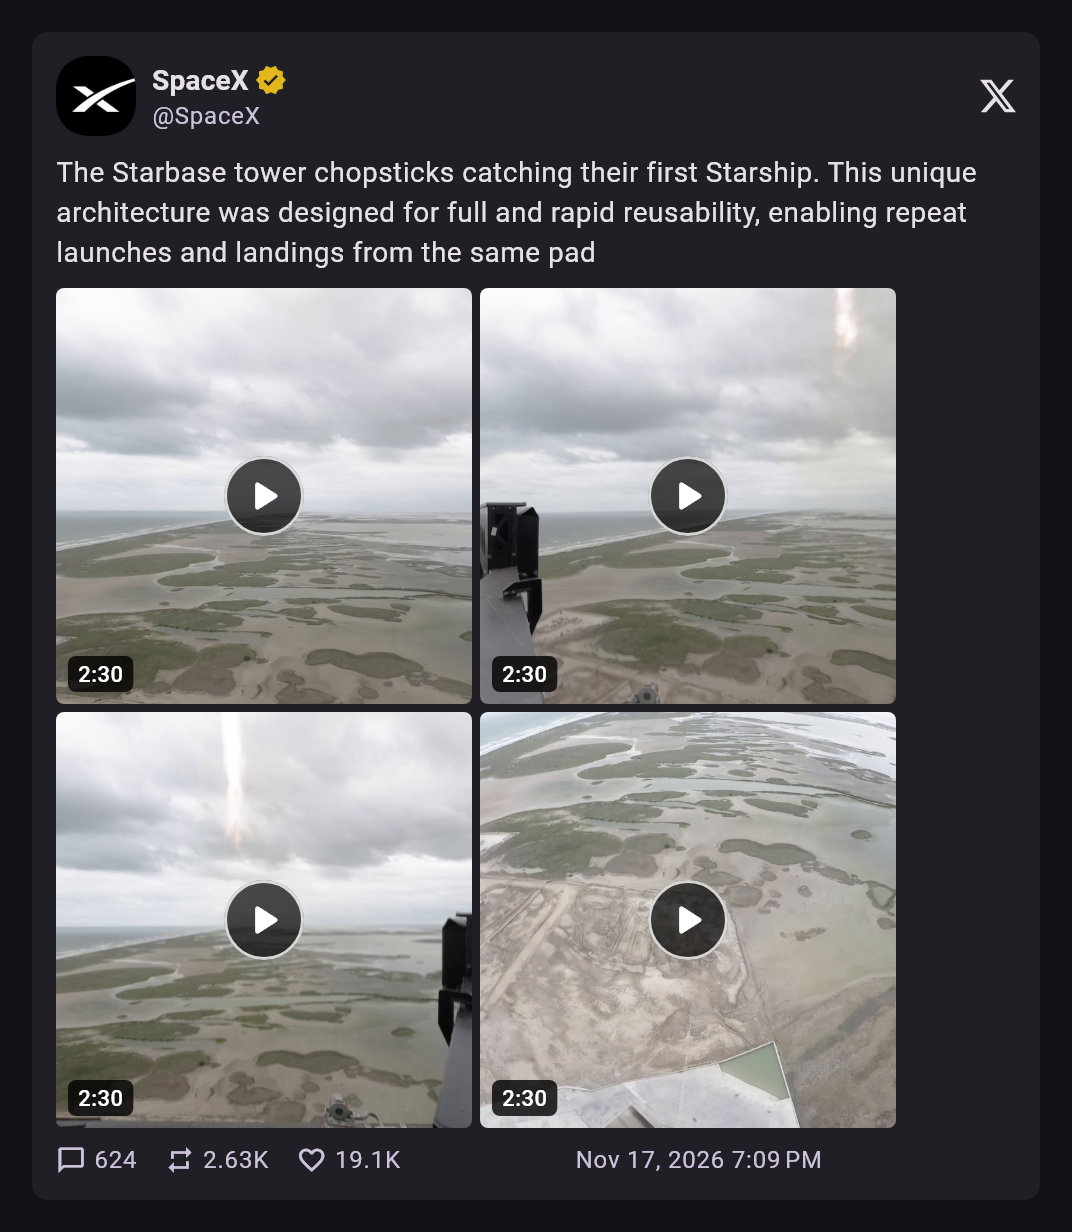 SpaceX
@SpaceX
The Starbase tower chopsticks catching their first Starship. This unique
architecture was designed for full and rapid reusability, enabling repeat
launches and landings from the same pad
2:30
2:30
2:30
2:30
624 2.63K 19.1K Nov 17, 2026 7:09 PM